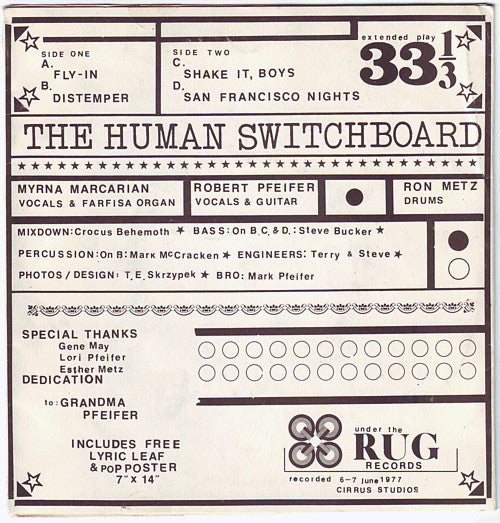 SIDE ONE
A.
FLY-IN
B.
DISTEMPER
SIDE TWO
C.
SHAKE IT, BOYS
D.
SAN FRANCISCO NIGHTS
extended play
33 1/3
THE HUMAN SWITCHBOARD
MYRNA MARCARIAN
VOCALS & FARFISA ORGAN
ROBERT PFEIFER
VOCALS & GUITAR
RON METZ
DRUMS
MIXDOWN:Crocus Behemoth ★ BASS:On B,C,& D,: Steve Bucker ★
PERCUSSION:On B: Mark McCracken ★ ENGINEERS: Terry & Steve ★
PHOTOS / DESIGN: T.E. Skrzypek ★ BRO: Mark Pfeifer
SPECIAL THANKS
Gene May
Lori Pfeifer
Esther Metz
DEDICATION
to: GRANDMA
PFEIFER
INCLUDES FREE
LYRIC LEAF
& POP POSTER
7" x 14"
under the
RUG
RECORDS
recorded 6-7 June 1977
CIRRUS STUDIOS